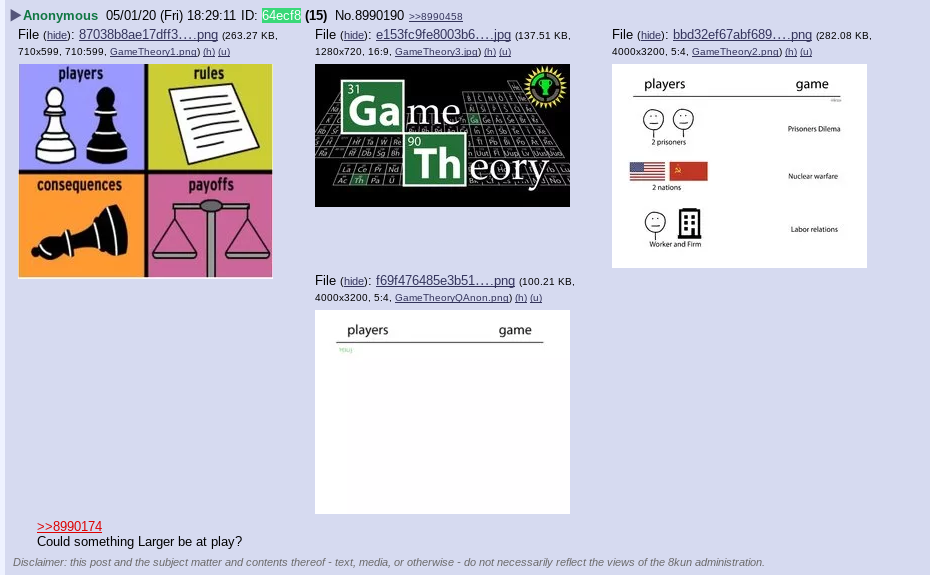 Anonymous 05/01/20 (Fri) 18:29:11 ID: 64ecf8 (15) No.8990190 >>8990458
File (hide): 87038b8ae17dff3….png (263.27 KB, 710x599, 710:599, GameTheory1.png) (h) (u)
players
rules
consequences
payoffs
File (hide): e153fc9fe8003b6….jpg (137.51 KB, 1280x720, 16:9, GameTheory3.jpg) (h) (u)
31
Game
90
Theory
File (hide): bbd32ef67abf689….png (282.08 KB, 4000x3200, 5:4, GameTheory2.png) (h) (u)
players game
2 prisoners
Prisoners Dilema
2 nations
Nuclear warfare
Worker and Firm
Labor relations
File (hide): f69f476485e3b51….png (100.21 KB, 4000x3200, 5:4, GameTheoryQAnon.png) (h) (u)
players game
>>8990174
Could something Larger be at play?
Disclaimer: this post and the subject matter and contents thereof - text, media, or otherwise - do not necessarily reflect the views of the 8kun administration.